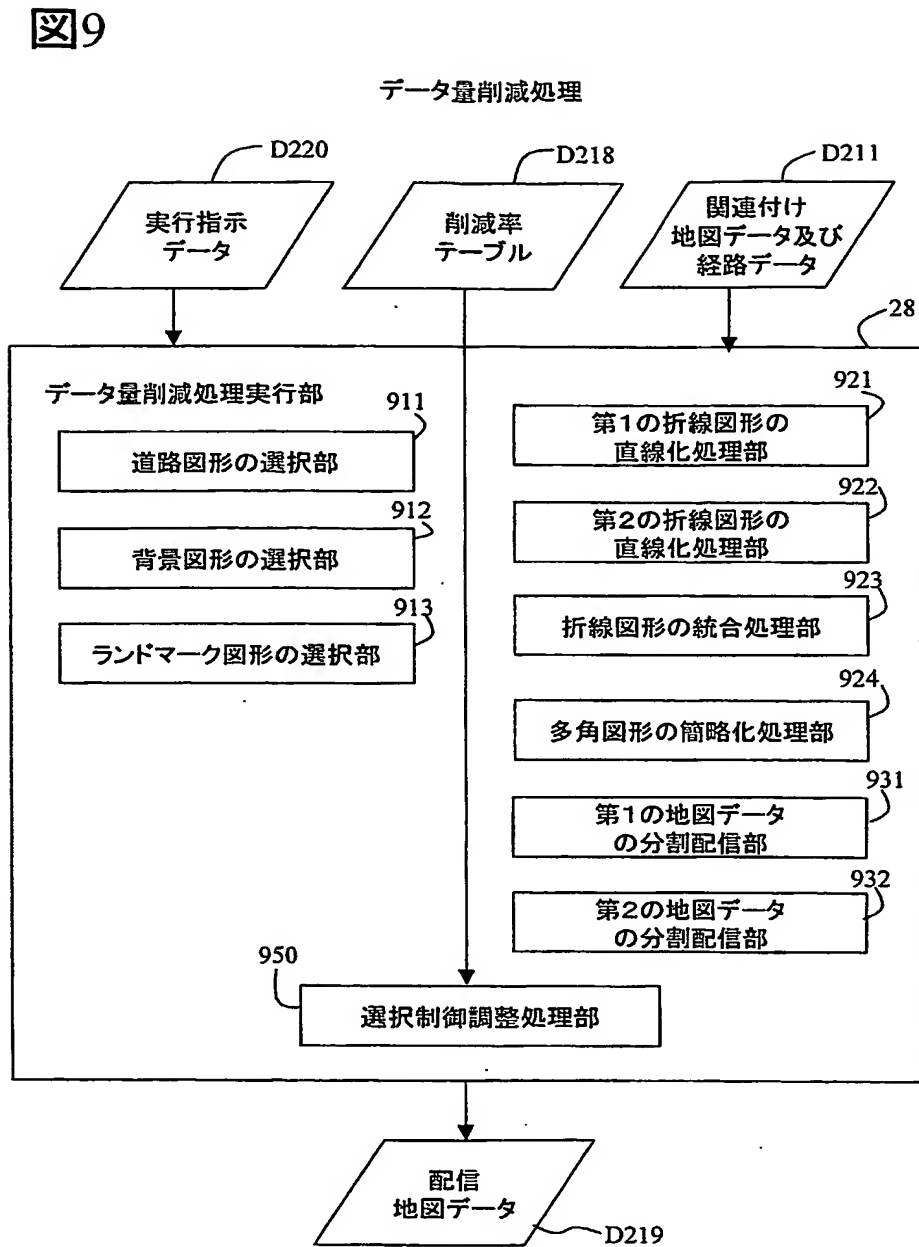 図9
データ量削減処理
D220
D218
D211
実行指示
データ
削減率
テーブル
関連付け
地図データ及び
経路データ
28
データ量削減処理実行部
911
道路図形の選択部
912
背景図形の選択部
913
ランドマーク図形の選択部
921
第1の折線図形の
直線化処理部
922
第2の折線図形の
直線化処理部
923
折線図形の統合処理部
924
多角図形の簡略化処理部
931
第1の地図データ
の分割配信部
932
第2の地図データ
の分割配信部
950
選択制御調整処理部
配信
地図データ
D219